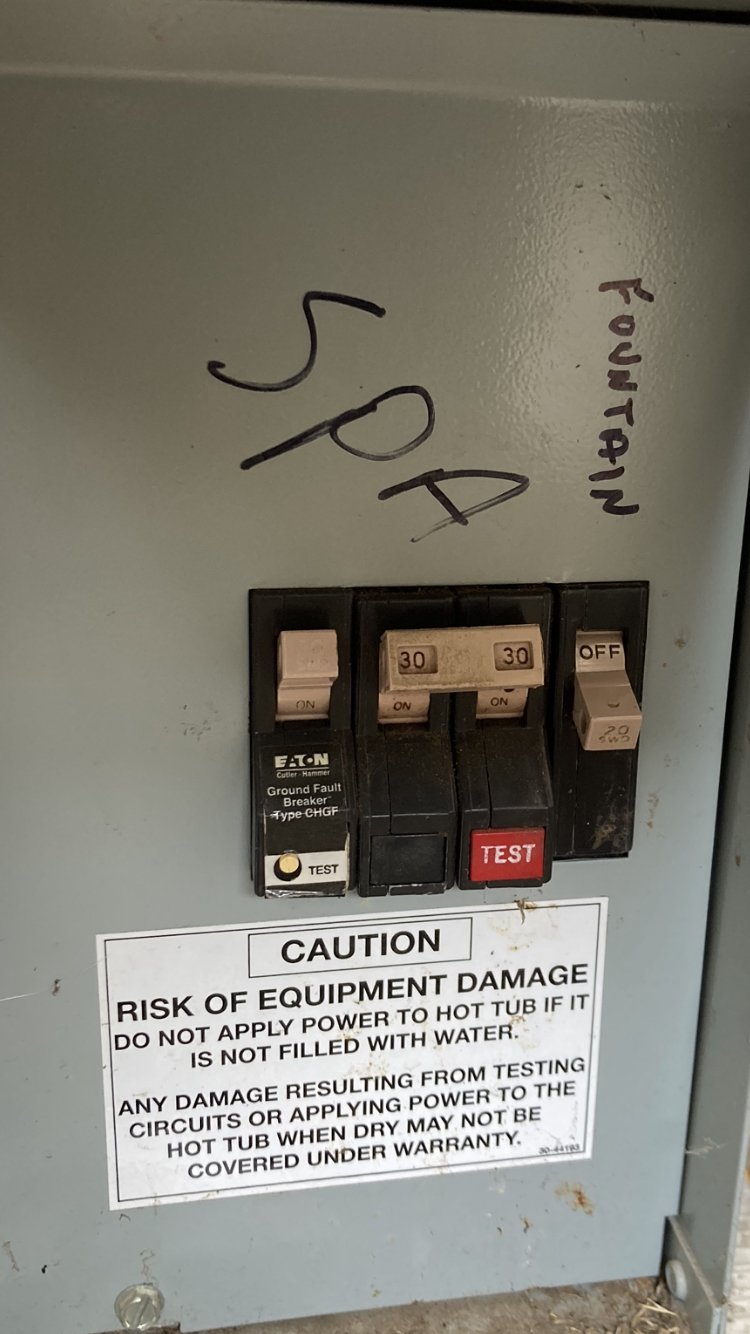 SPA
FOUNTAIN
ON
30
ON
30
ON
OFF
20
SWD
EATON
Cutler-Hammer
Ground Fault
Breaker
Type CHGF
TEST
TEST
CAUTION
RISK OF EQUIPMENT DAMAGE
DO NOT APPLY POWER TO HOT TUB IF IT
IS NOT FILLED WITH WATER.
ANY DAMAGE RESULTING FROM TESTING
CIRCUITS OR APPLYING POWER TO THE
HOT TUB WHEN DRY MAY NOT BE
COVERED UNDER WARRANTY.
30-44193